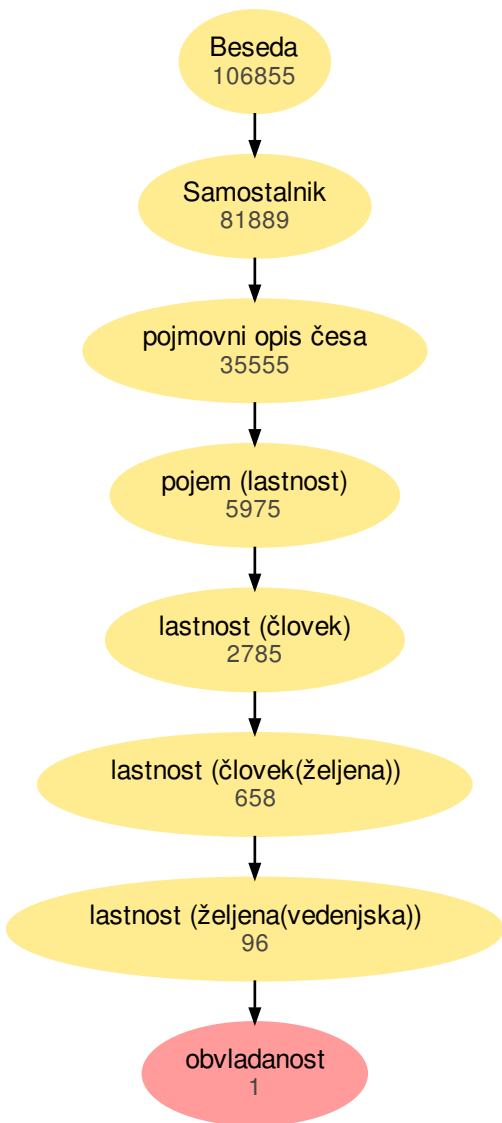 Beseda
106855
Samostalnik
81889
pojmovni opis česa
35555
pojem (lastnost)
5975
lastnost (človek)
2785
lastnost (človek(željena))
658
lastnost (željena(vedenjska))
96
obvladanost
1